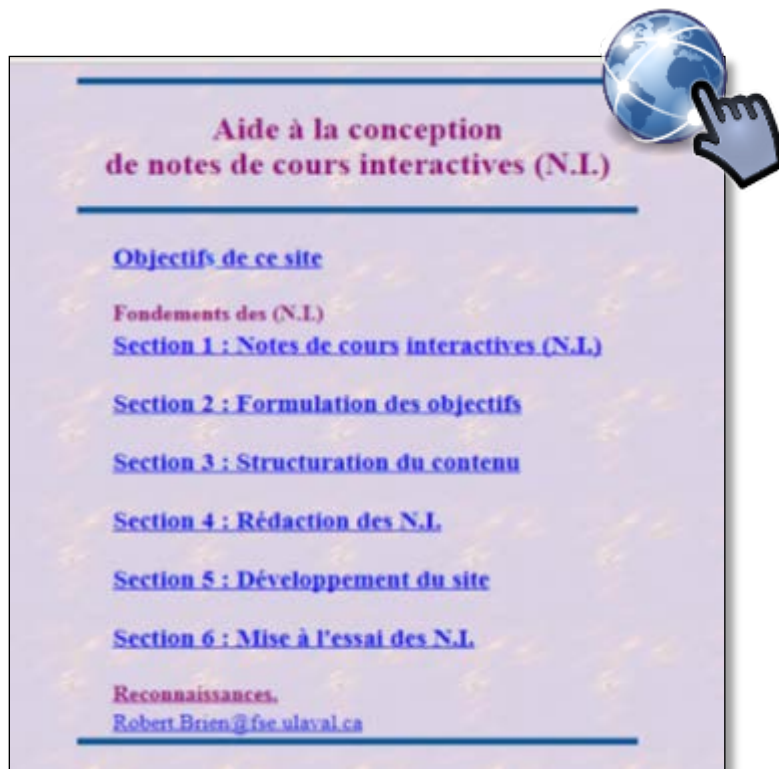 Aide à la conception
de notes de cours interactives (N.I.)
Objectifs de ce site
Fondements des (N.I.)
Section 1 : Notes de cours interactives (N.I.)
Section 2 : Formulation des objectifs
Section 3 : Structuration du contenu
Section 4 : Rédaction des N.I.
Section 5 : Développement du site
Section 6 : Mise à l'essai des N.I.
Reconnaissances.
Robert.Brien@fse.ulaval.ca